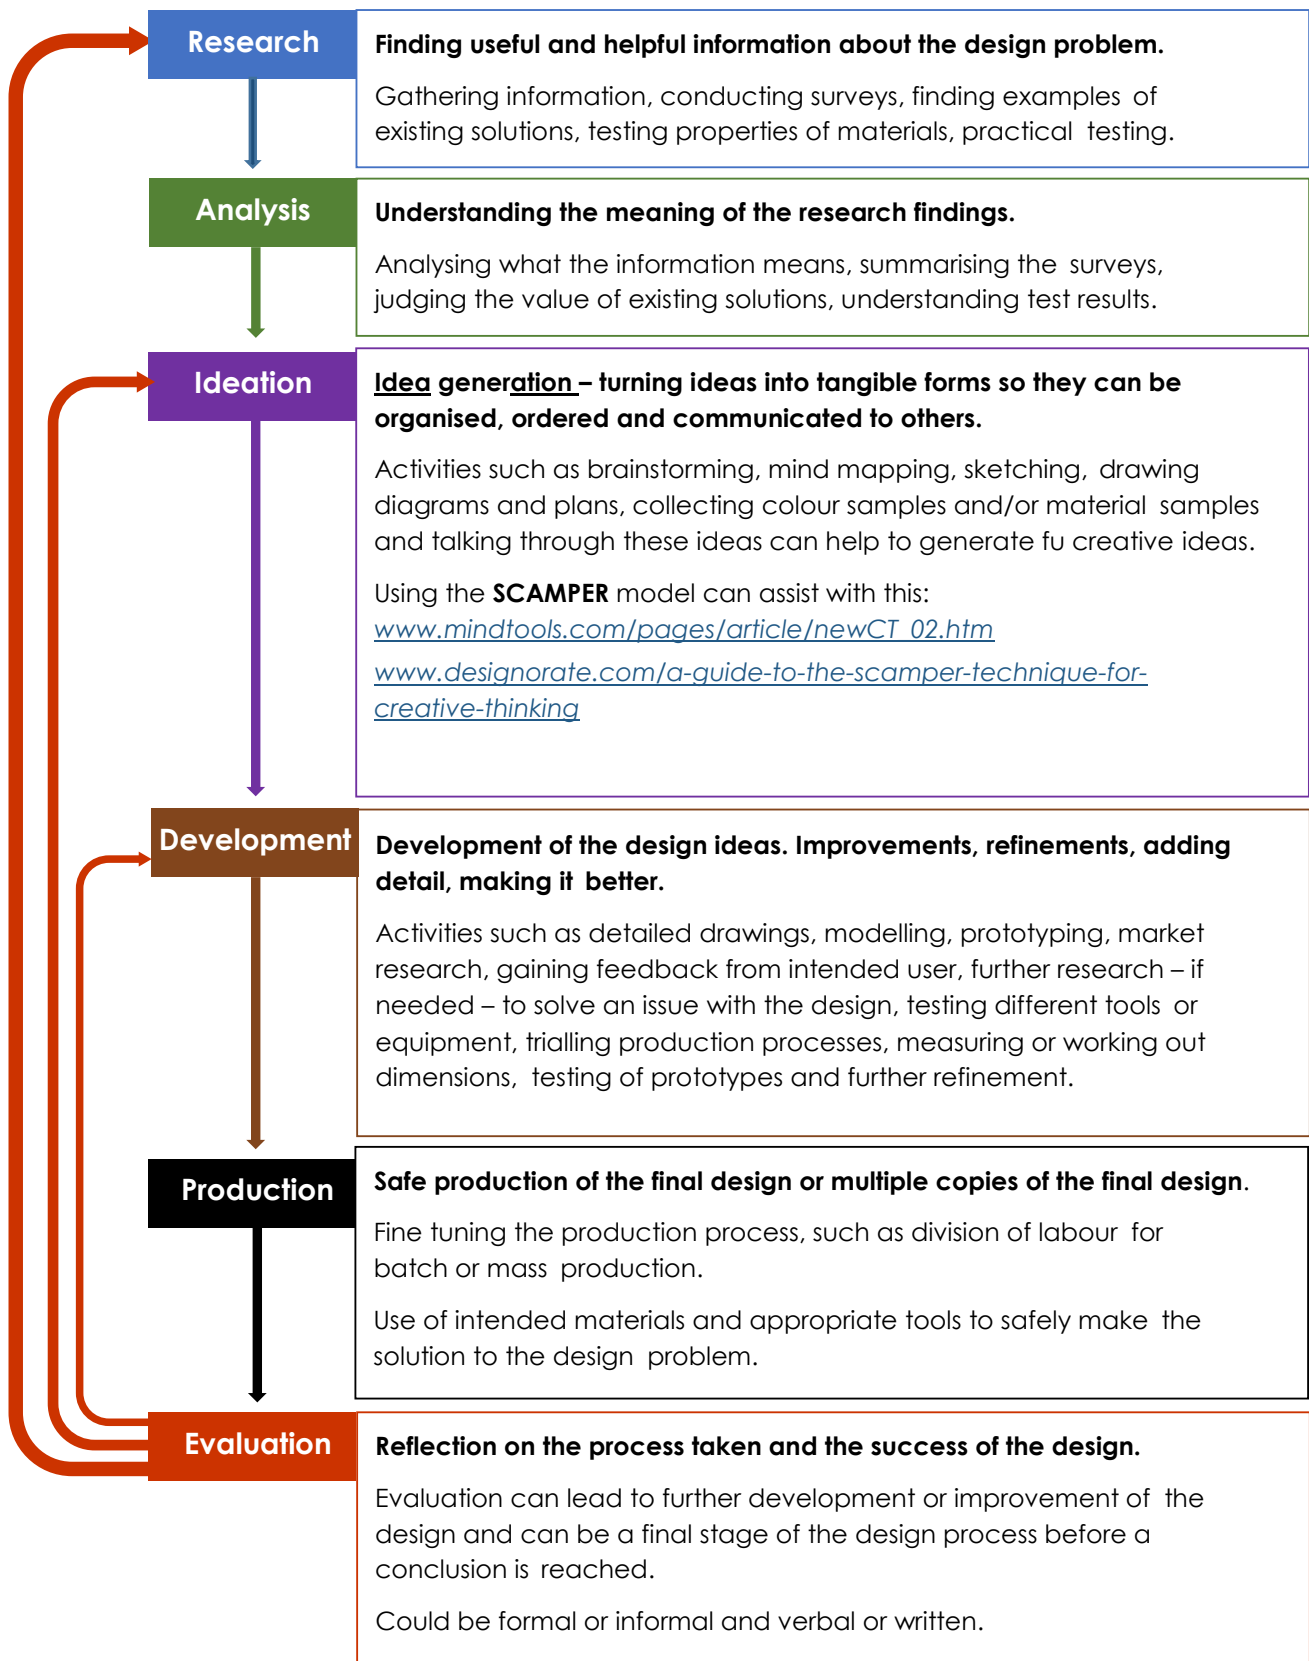 Research
Finding useful and helpful information about the design problem.
Gathering information, conducting surveys, finding examples of
existing solutions, testing properties of materials, practical testing.
Analysis
Understanding the meaning of the research findings.
Analysing what the information means, summarising the surveys,
judging the value of existing solutions, understanding test results.
Ideation
Idea generation – turning ideas into tangible forms so they can be
organised, ordered and communicated to others.
Activities such as brainstorming, mind mapping, sketching, drawing
diagrams and plans, collecting colour samples and/or material samples
and talking through these ideas can help to generate fu creative ideas.
Using the SCAMPER model can assist with this:
www.mindtools.com/pages/article/newCT_02.htm
www.designorate.com/a-guide-to-the-scamper-technique-for-
creative-thinking
Development
Development of the design ideas. Improvements, refinements, adding
detail, making it better.
Activities such as detailed drawings, modelling, prototyping, market
research, gaining feedback from intended user, further research – if
needed – to solve an issue with the design, testing different tools or
equipment, trialling production processes, measuring or working out
dimensions, testing of prototypes and further refinement.
Production
Safe production of the final design or multiple copies of the final design.
Fine tuning the production process, such as division of labour for
batch or mass production.
Use of intended materials and appropriate tools to safely make the
solution to the design problem.
Evaluation
Reflection on the process taken and the success of the design.
Evaluation can lead to further development or improvement of the
design and can be a final stage of the design process before a
conclusion is reached.
Could be formal or informal and verbal or written.